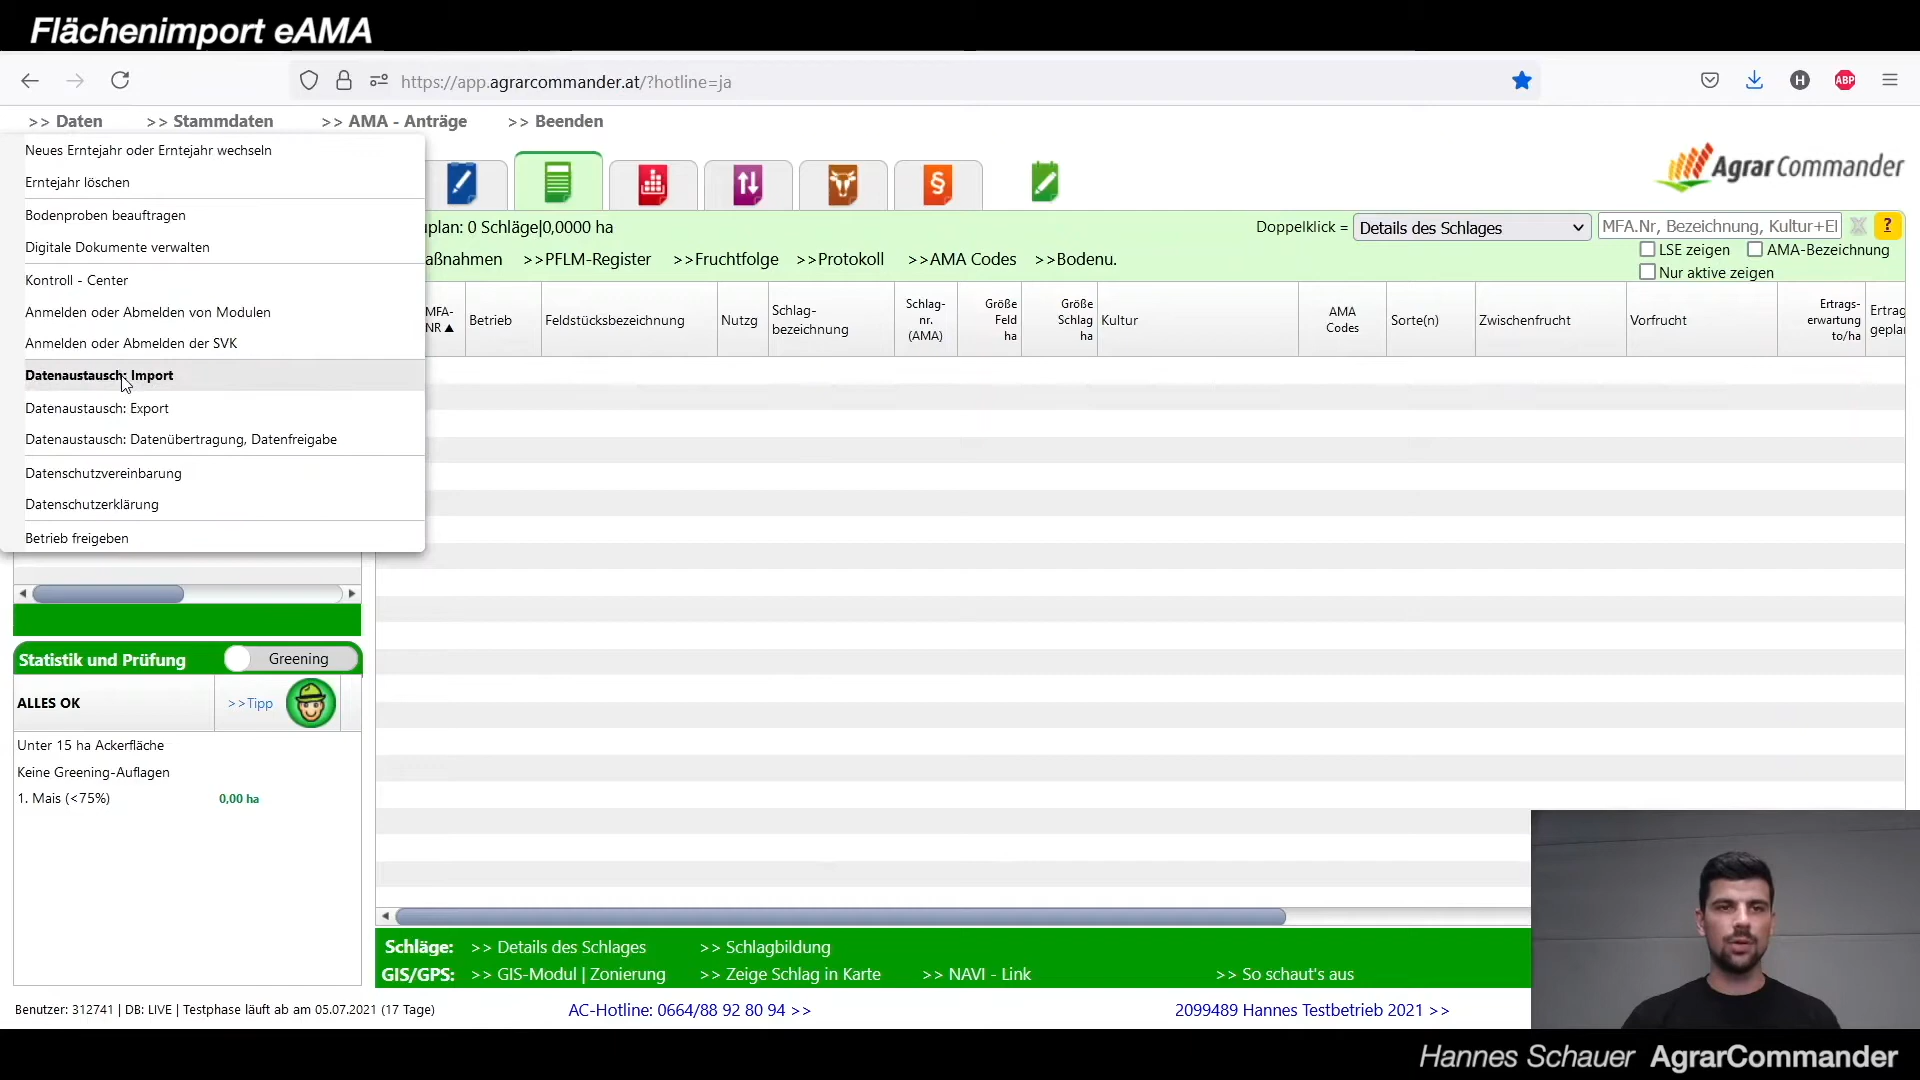 Flächenimport eAMA
https://app.agrarcommander.at/?hotline=ja
H
ABP
>> Daten >> Stammdaten >> AMA - Anträge >> Beenden
Neues Erntejahr oder Erntejahr wechseln
Erntejahr löschen
Bodenproben beauftragen
Digitale Dokumente verwalten
Kontroll - Center
Anmelden oder Abmelden von Modulen
Anmelden oder Abmelden der SVK
Datenaustausch: Import
Datenaustausch: Export
Datenaustausch: Datenübertragung, Datenfreigabe
Datenschutzvereinbarung
Datenschutzerklärung
Betrieb freigeben
§
AgrarCommander
plan: 0 Schläge|0,0000 ha
Doppelklick = Details des Schlages
MFA.Nr, Bezeichnung, Kultur+El
X ?
LSE zeigen AMA-Bezeichnung
Nur aktive zeigen
aßnahmen >>PFLM-Register >>Fruchtfolge >>Protokoll >>AMA Codes >>Bodenu.
MFA-
NR
Betrieb
Feldstücksbezeichnung
Nutzg
Schlag-
bezeichnung
Schlag-
nr.
(AMA)
Größe
Feld
ha
Größe
Schlag
ha
Kultur
AMA
Codes
Sorte(n)
Zwischenfrucht
Vorfrucht
Ertrags-
erwartung
to/ha
Ertrag
geplan
Statistik und Prüfung Greening
ALLES OK >>Tipp
Unter 15 ha Ackerfläche
Keine Greening-Auflagen
1. Mais (<75%) 0,00 ha
Schläge: >> Details des Schlages >> Schlagbildung
GIS/GPS: >> GIS-Modul | Zonierung >> Zeige Schlag in Karte >> NAVI - Link >> So schaut's aus
Benutzer: 312741 | DB: LIVE | Testphase läuft ab am 05.07.2021 (17 Tage)
AC-Hotline: 0664/88 92 80 94 >>
2099489 Hannes Testbetrieb 2021 >>
Hannes Schauer AgrarCommander